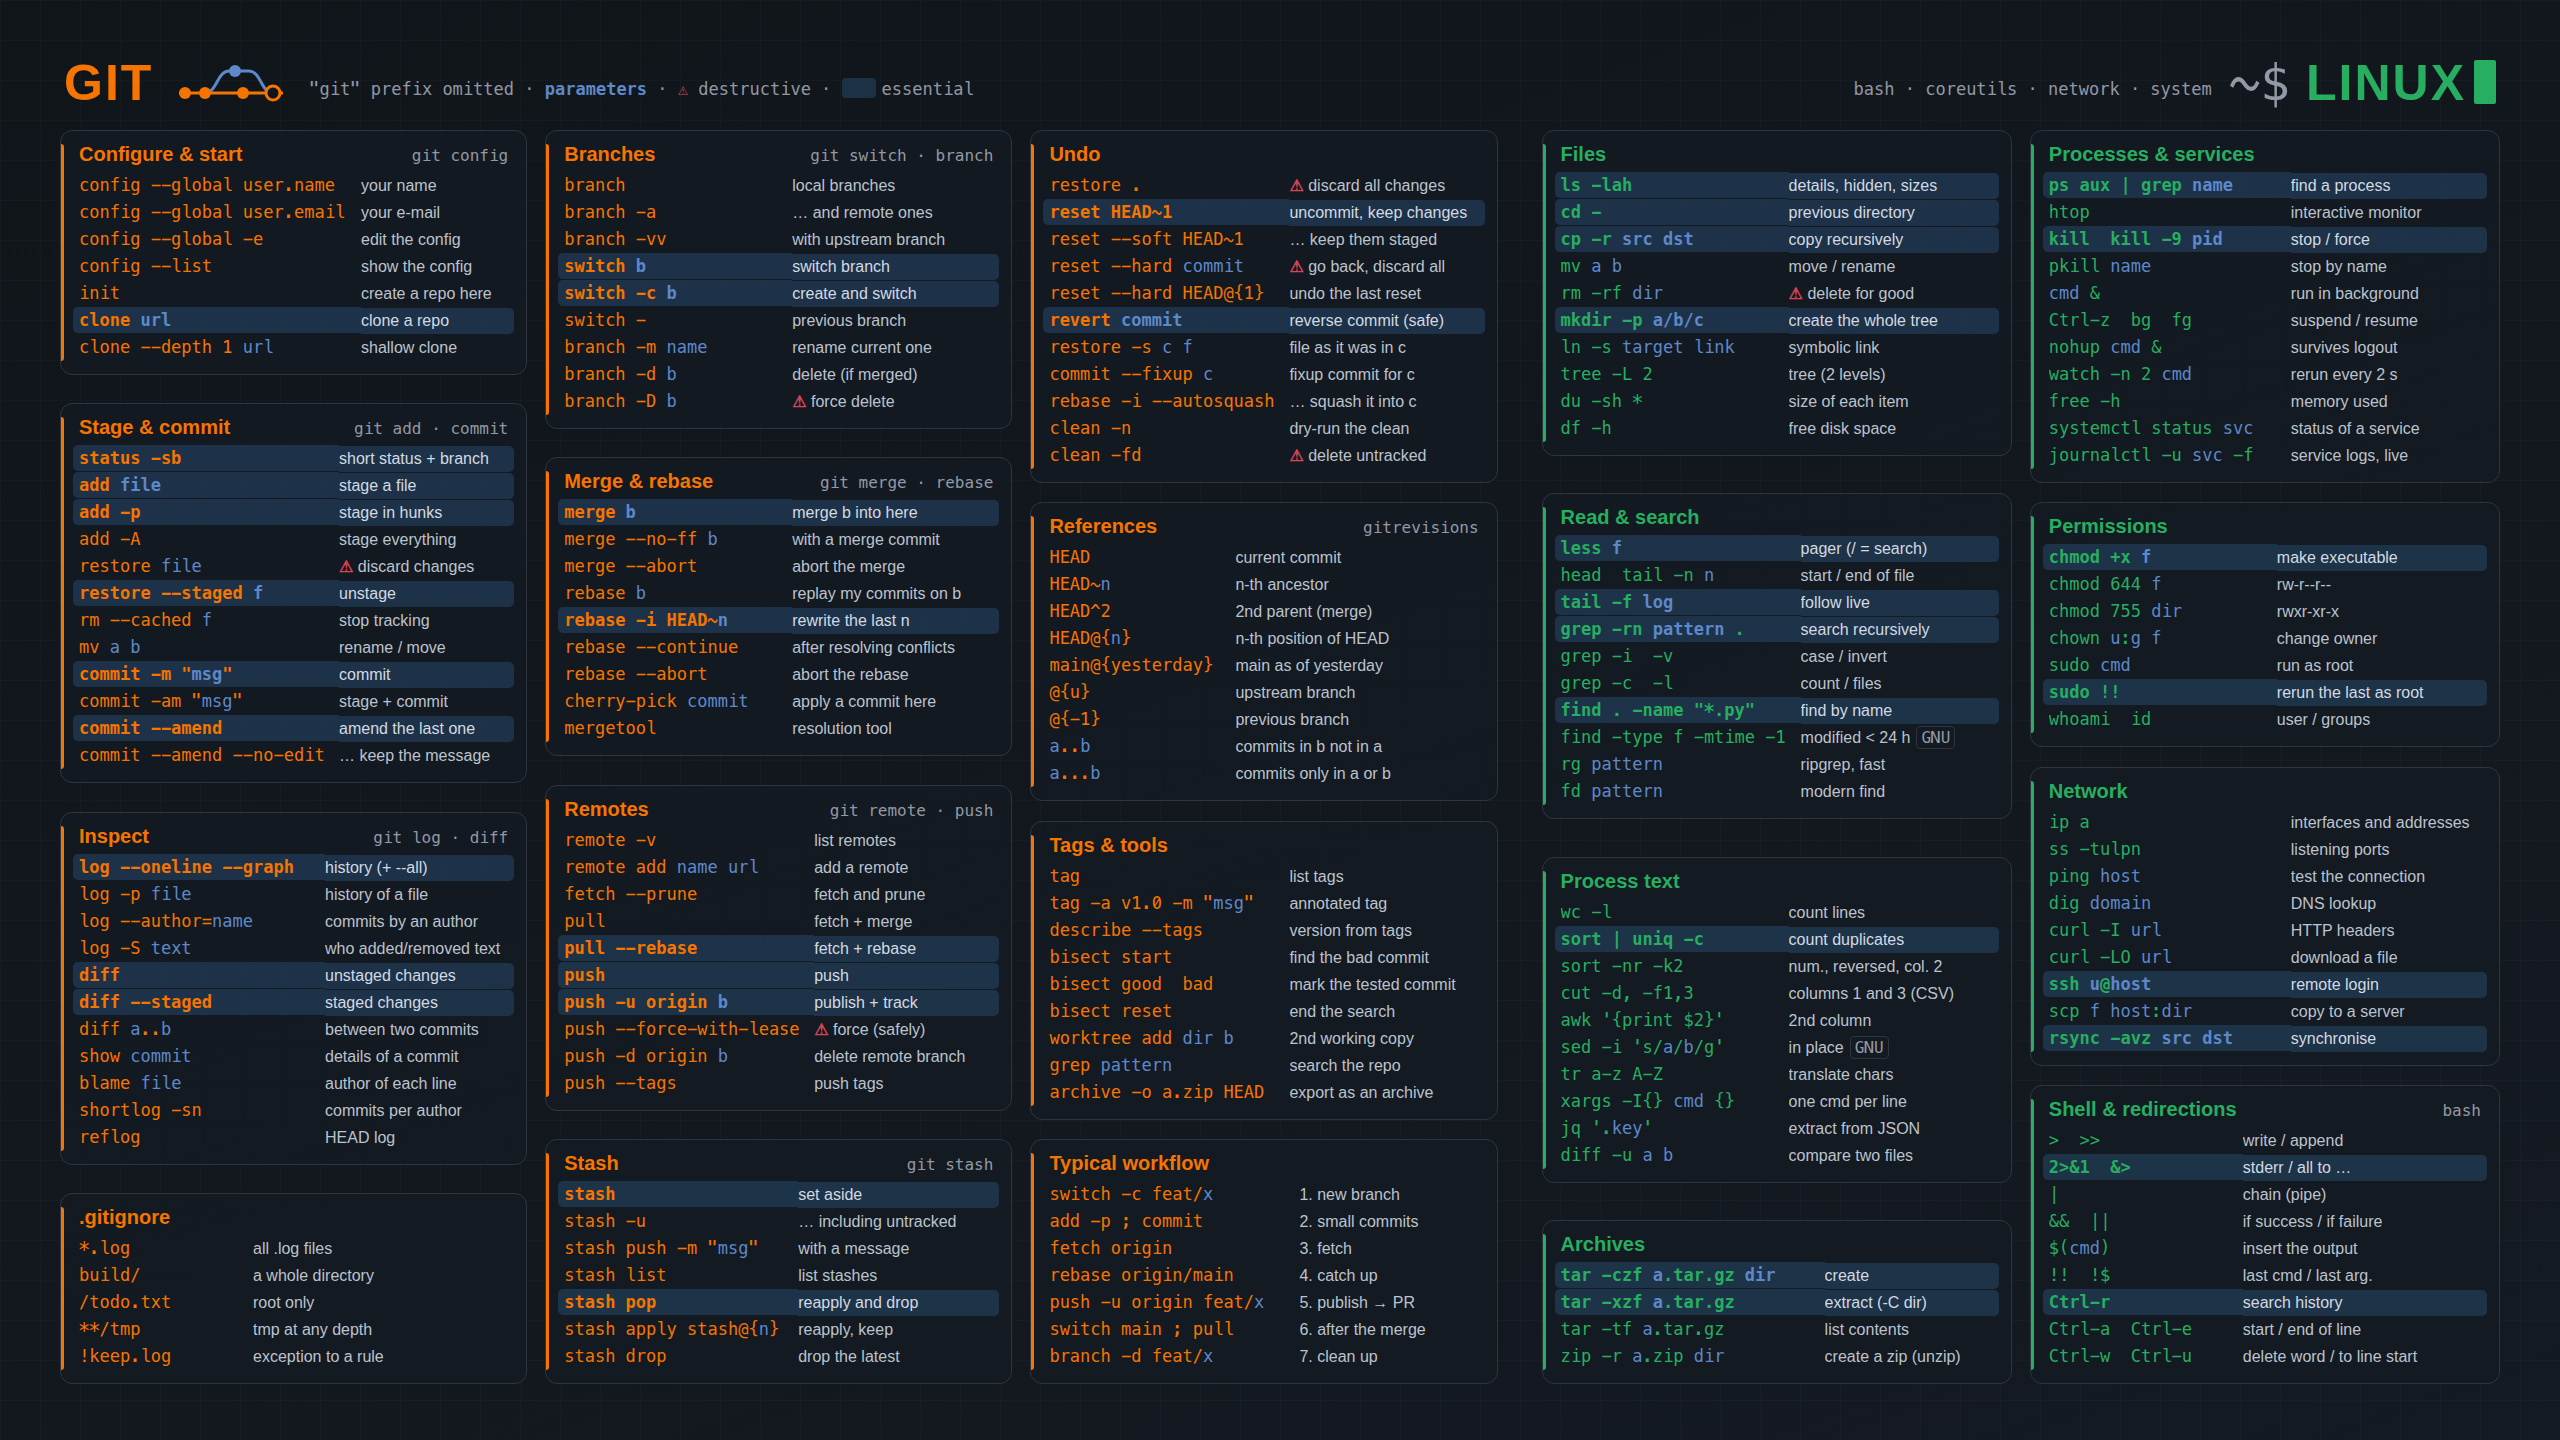 GIT
"git" prefix omitted · parameters · ⚠ destructive · essential
bash · coreutils · network · system
~$ LINUX
Configure & start git config
config --global user.name your name
config --global user.email your e-mail
config --global -e edit the config
config --list show the config
init create a repo here
clone url clone a repo
clone --depth 1 url shallow clone
Stage & commit git add · commit
status -sb short status + branch
add file stage a file
add -p stage in hunks
add -A stage everything
restore file ⚠ discard changes
restore --staged f unstage
rm --cached f stop tracking
mv a b rename / move
commit -m "msg" commit
commit -am "msg" stage + commit
commit --amend amend the last one
commit --amend --no-edit … keep the message
Inspect git log · diff
log --oneline --graph history (+ --all)
log -p file history of a file
log --author=name commits by an author
log -S text who added/removed text
diff unstaged changes
diff --staged staged changes
diff a..b between two commits
show commit details of a commit
blame file author of each line
shortlog -sn commits per author
reflog HEAD log
.gitignore
*.log all .log files
build/ a whole directory
/todo.txt root only
**/tmp tmp at any depth
!keep.log exception to a rule
Branches git switch · branch
branch local branches
branch -a … and remote ones
branch -vv with upstream branch
switch b switch branch
switch -c b create and switch
switch - previous branch
branch -m name rename current one
branch -d b delete (if merged)
branch -D b ⚠ force delete
Merge & rebase git merge · rebase
merge b merge b into here
merge --no-ff b with a merge commit
merge --abort abort the merge
rebase b replay my commits on b
rebase -i HEAD~n rewrite the last n
rebase --continue after resolving conflicts
rebase --abort abort the rebase
cherry-pick commit apply a commit here
mergetool resolution tool
Remotes git remote · push
remote -v list remotes
remote add name url add a remote
fetch --prune fetch and prune
pull fetch + merge
pull --rebase fetch + rebase
push push
push -u origin b publish + track
push --force-with-lease ⚠ force (safely)
push -d origin b delete remote branch
push --tags push tags
Stash git stash
stash set aside
stash -u … including untracked
stash push -m "msg" with a message
stash list list stashes
stash pop reapply and drop
stash apply stash@{n} reapply, keep
stash drop drop the latest
Undo
restore . ⚠ discard all changes
reset HEAD~1 uncommit, keep changes
reset --soft HEAD~1 … keep them staged
reset --hard commit ⚠ go back, discard all
reset --hard HEAD@{1} undo the last reset
revert commit reverse commit (safe)
restore -s c f file as it was in c
commit --fixup c fixup commit for c
rebase -i --autosquash … squash it into c
clean -n dry-run the clean
clean -fd ⚠ delete untracked
References gitrevisions
HEAD current commit
HEAD~n n-th ancestor
HEAD^2 2nd parent (merge)
HEAD@{n} n-th position of HEAD
main@{yesterday} main as of yesterday
@{u} upstream branch
@{-1} previous branch
a..b commits in b not in a
a...b commits only in a or b
Tags & tools
tag list tags
tag -a v1.0 -m "msg" annotated tag
describe --tags version from tags
bisect start find the bad commit
bisect good bad mark the tested commit
bisect reset end the search
worktree add dir b 2nd working copy
grep pattern search the repo
archive -o a.zip HEAD export as an archive
Typical workflow
switch -c feat/x 1. new branch
add -p ; commit 2. small commits
fetch origin 3. fetch
rebase origin/main 4. catch up
push -u origin feat/x 5. publish → PR
switch main ; pull 6. after the merge
branch -d feat/x 7. clean up
Files
ls -lah details, hidden, sizes
cd - previous directory
cp -r src dst copy recursively
mv a b move / rename
rm -rf dir ⚠ delete for good
mkdir -p a/b/c create the whole tree
ln -s target link symbolic link
tree -L 2 tree (2 levels)
du -sh * size of each item
df -h free disk space
Read & search
less f pager (/ = search)
head tail -n n start / end of file
tail -f log follow live
grep -rn pattern . search recursively
grep -i -v case / invert
grep -c -l count / files
find . -name "*.py" find by name
find -type f -mtime -1 modified < 24 h GNU
rg pattern ripgrep, fast
fd pattern modern find
Process text
wc -l count lines
sort | uniq -c count duplicates
sort -nr -k2 num., reversed, col. 2
cut -d, -f1,3 columns 1 and 3 (CSV)
awk '{print $2}' 2nd column
sed -i 's/a/b/g' in place GNU
tr a-z A-Z translate chars
xargs -I{} cmd {} one cmd per line
jq '.key' extract from JSON
diff -u a b compare two files
Archives
tar -czf a.tar.gz dir create
tar -xzf a.tar.gz extract (-C dir)
tar -tf a.tar.gz list contents
zip -r a.zip dir create a zip (unzip)
Processes & services
ps aux | grep name find a process
htop interactive monitor
kill kill -9 pid stop / force
pkill name stop by name
cmd & run in background
Ctrl-z bg fg suspend / resume
nohup cmd & survives logout
watch -n 2 cmd rerun every 2 s
free -h memory used
systemctl status svc status of a service
journalctl -u svc -f service logs, live
Permissions
chmod +x f make executable
chmod 644 f rw-r--r--
chmod 755 dir rwxr-xr-x
chown u:g f change owner
sudo cmd run as root
sudo !! rerun the last as root
whoami id user / groups
Network
ip a interfaces and addresses
ss -tulpn listening ports
ping host test the connection
dig domain DNS lookup
curl -I url HTTP headers
curl -LO url download a file
ssh u@host remote login
scp f host:dir copy to a server
rsync -avz src dst synchronise
Shell & redirections bash
> >> write / append
2>&1 &> stderr / all to …
| chain (pipe)
&& || if success / if failure
$(cmd) insert the output
!! !$ last cmd / last arg.
Ctrl-r search history
Ctrl-a Ctrl-e start / end of line
Ctrl-w Ctrl-u delete word / to line start